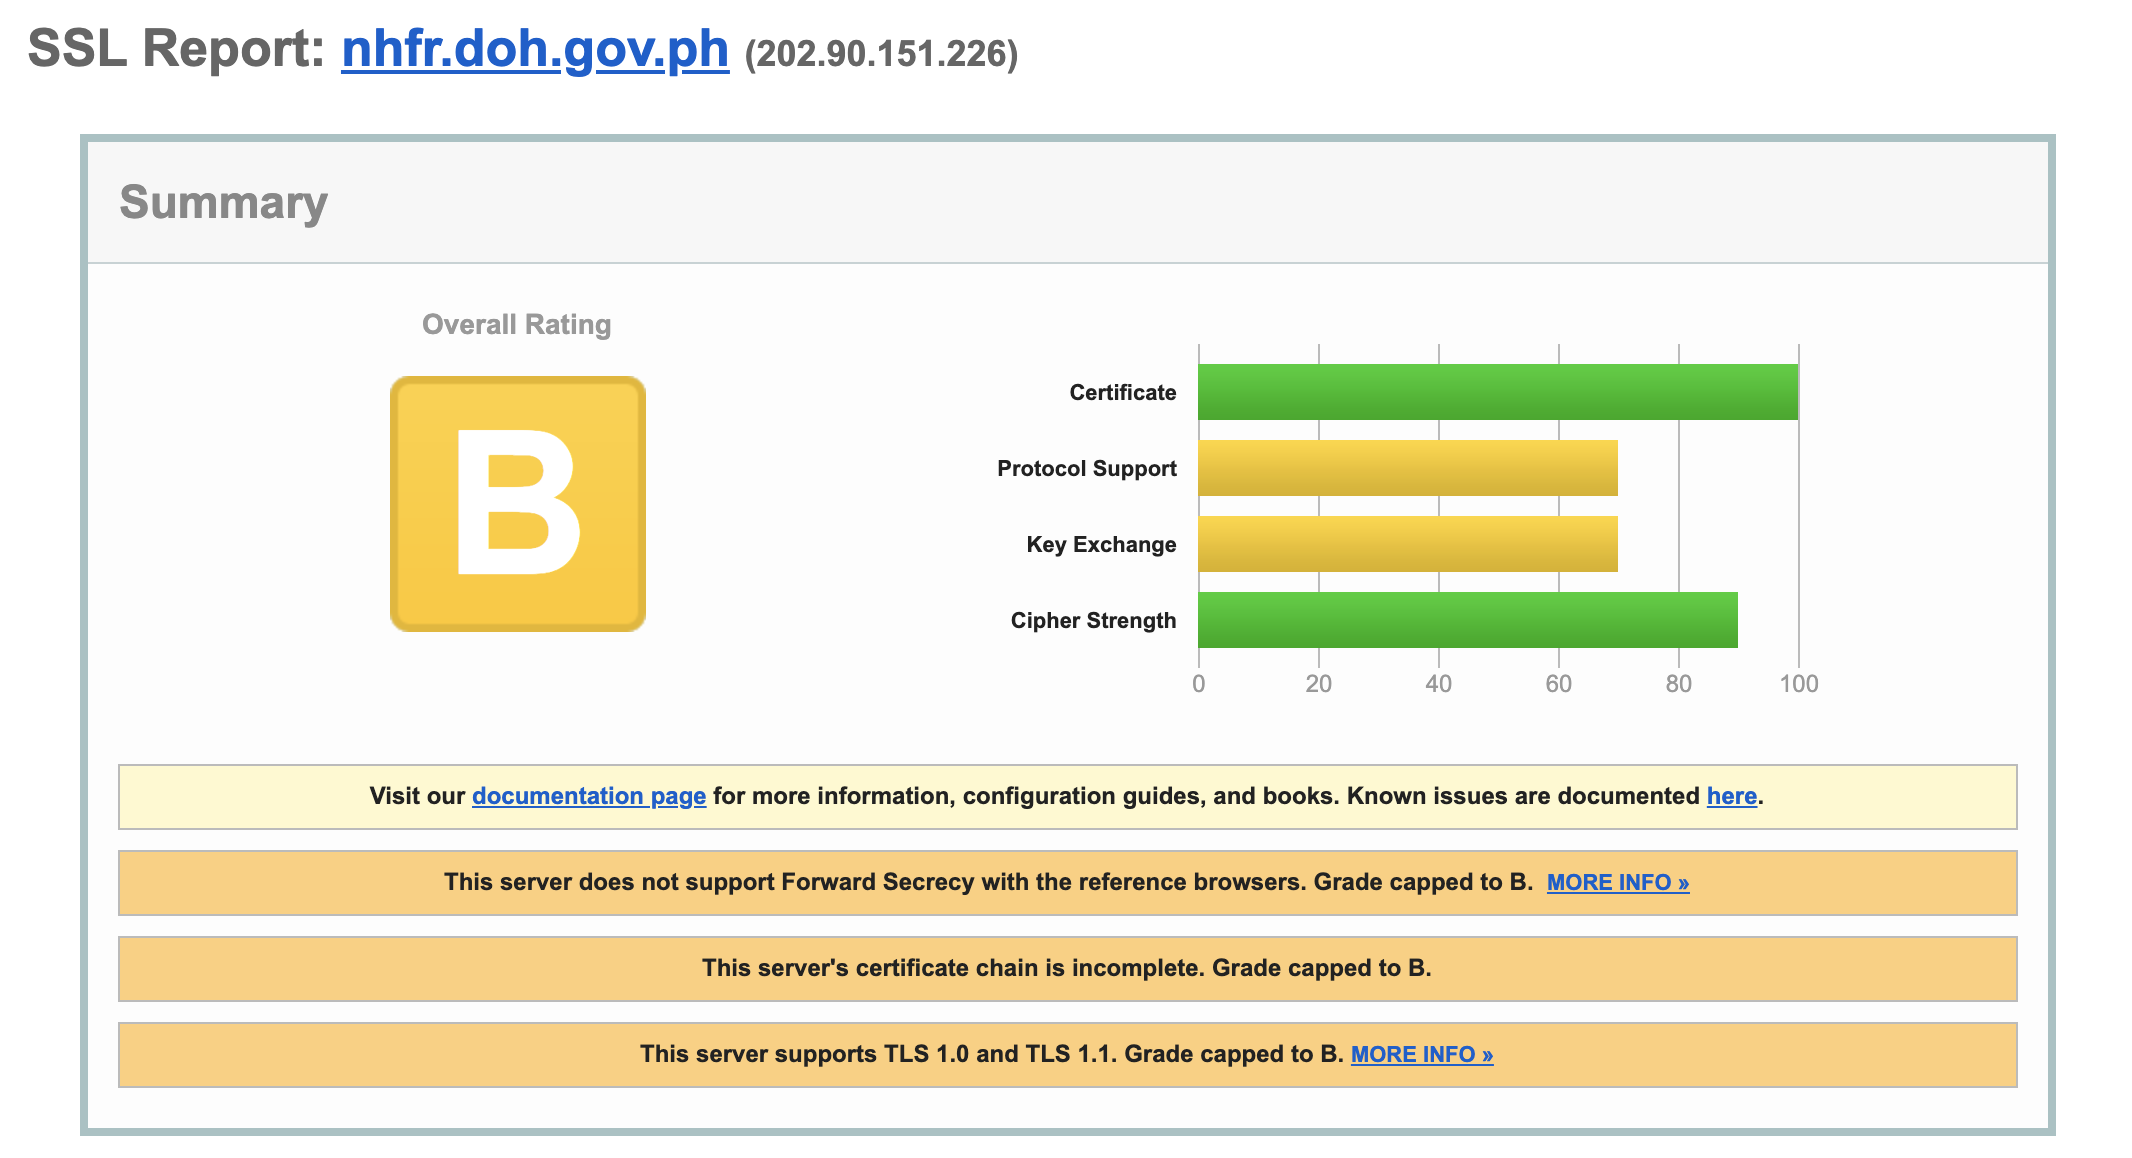 SSL Report: nhfr.doh.gov.ph (202.90.151.226)
Summary
Overall Rating
B
Certificate
Protocol Support
Key Exchange
Cipher Strength
0 20 40 60 80 100
Visit our documentation page for more information, configuration guides, and books. Known issues are documented here.
This server does not support Forward Secrecy with the reference browsers. Grade capped to B. MORE INFO »
This server's certificate chain is incomplete. Grade capped to B.
This server supports TLS 1.0 and TLS 1.1. Grade capped to B. MORE INFO »